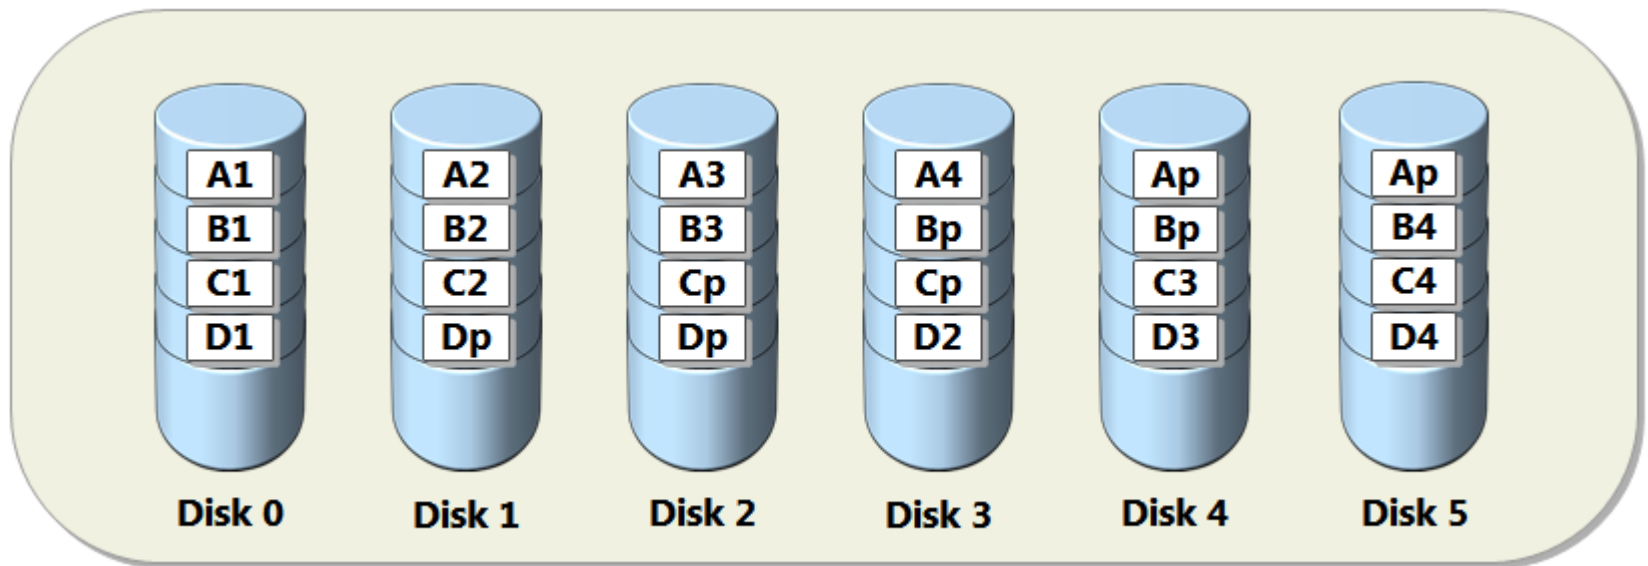 A1 A2 A3 A4 Ap Ap
B1 B2 B3 Bp Bp B4
C1 C2 Cp Cp C3 C4
D1 Dp Dp D2 D3 D4
Disk 0 Disk 1 Disk 2 Disk 3 Disk 4 Disk 5